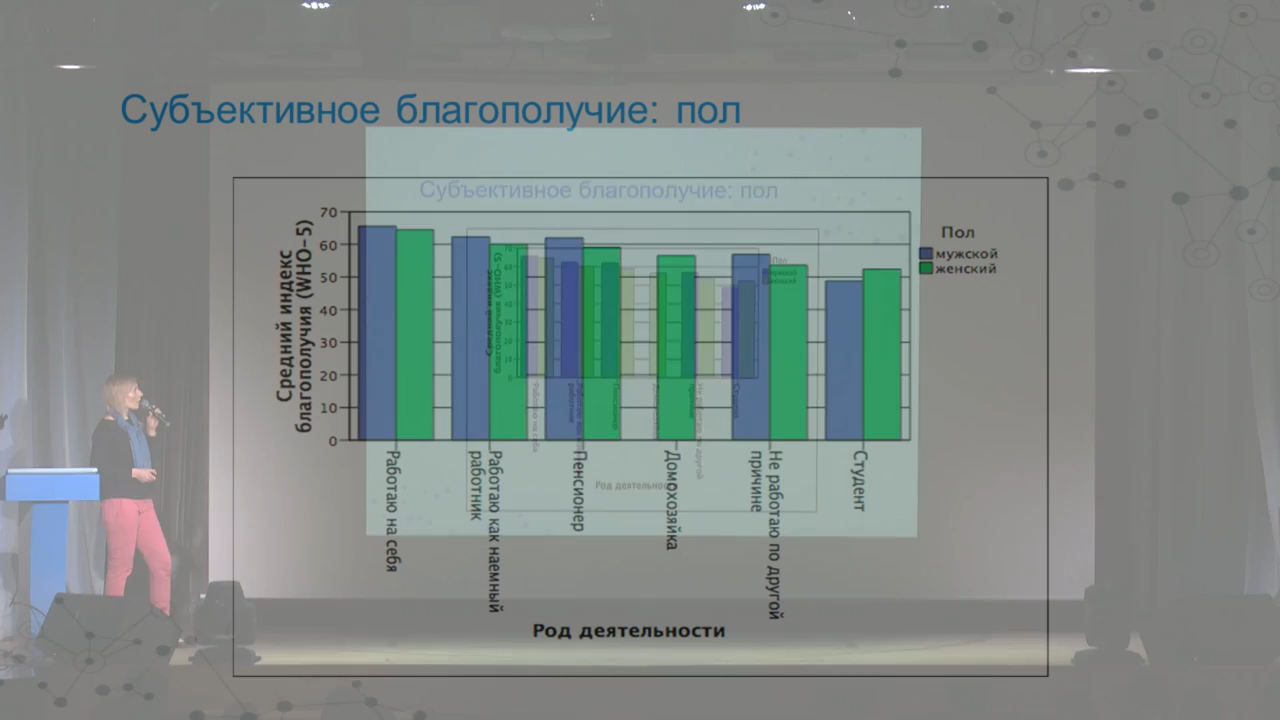 Субъективное благополучие: пол
Субъективное благополучие: пол
Средний индекс
благополучия (WHO-5)
70
60
50
40
30
20
10
0
Пол
мужской
женский
Работаю на себя
Работаю как наемный
работник
Пенсионер
Домохозяйка
Не работаю по другой
причине
Студент
Род деятельности
Род деятельности